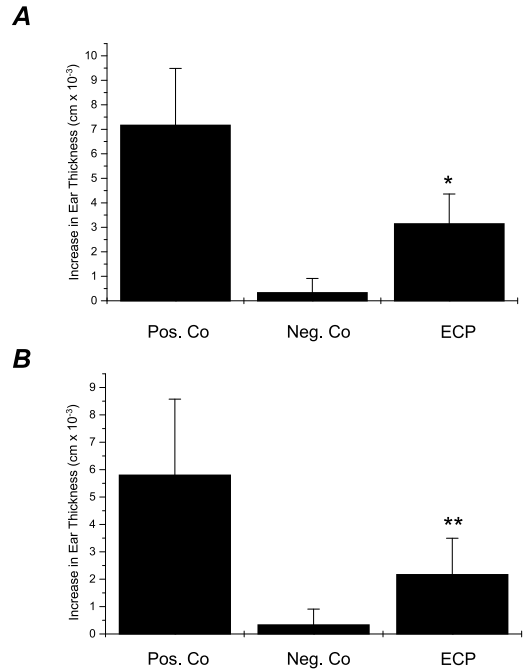 A
Increase in Ear Thickness (cm x 10-3)
10
9
8
7
6
5
4
3
2
1
0
*
Pos. Co
Neg. Co
ECP
B
Increase in Ear Thickness (cm x 10-3)
9
8
7
6
5
4
3
2
1
0
**
Pos. Co
Neg. Co
ECP